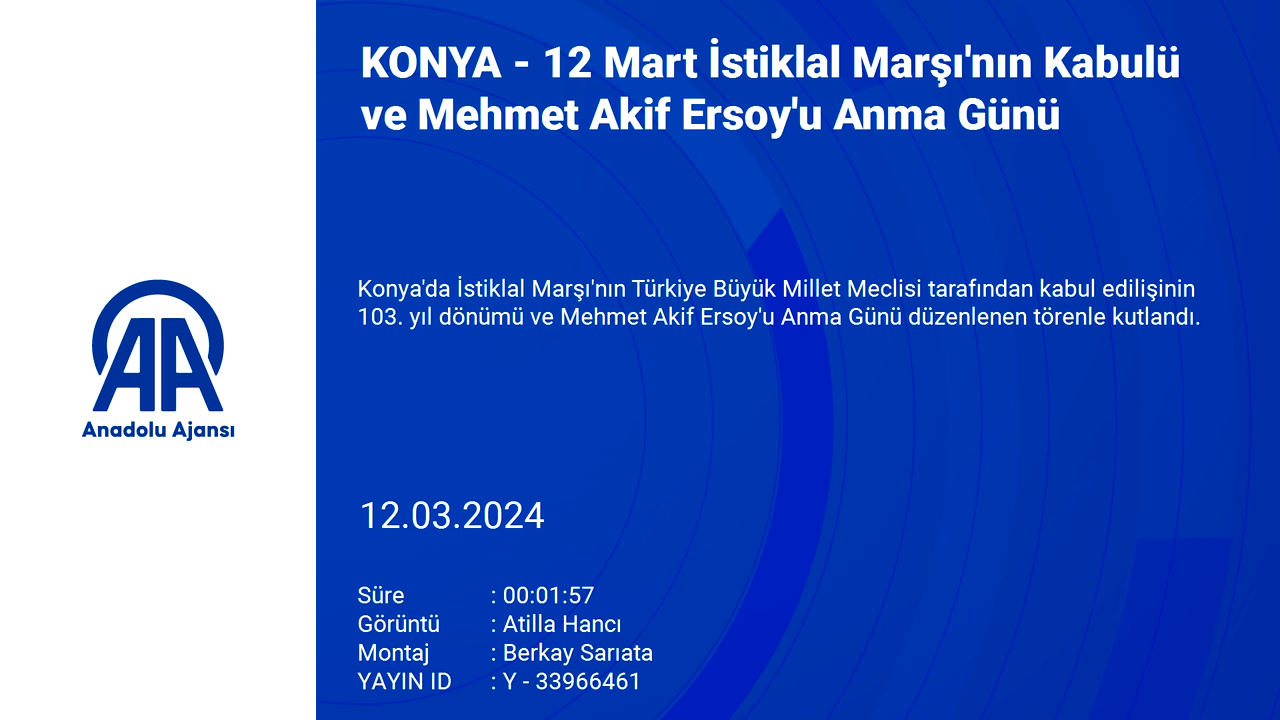 KONYA - 12 Mart İstiklal Marşı'nın Kabulü
ve Mehmet Akif Ersoy'u Anma Günü
Konya'da İstiklal Marşı'nın Türkiye Büyük Millet Meclisi tarafından kabul edilişinin
103. yıl dönümü ve Mehmet Akif Ersoy'u Anma Günü düzenlenen törenle kutlandı.
AA
Anadolu Ajansı
12.03.2024
Süre : 00:01:57
Görüntü : Atilla Hancı
Montaj : Berkay Sarıata
YAYIN ID : Y - 33966461